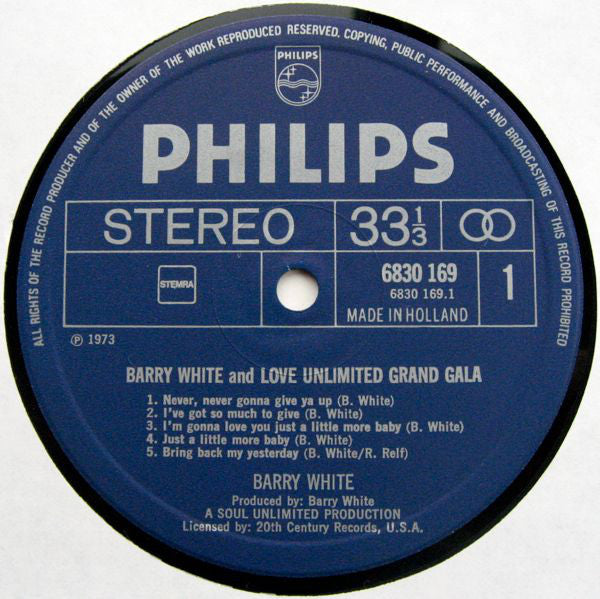 ALL RIGHTS OF THE RECORD PRODUCER AND OF THE OWNER OF THE WORK REPRODUCED RESERVED. COPYING, PUBLIC PERFORMANCE AND BROADCASTING OF THIS RECORD PROHIBITED
PHILIPS
PHILIPS
STEREO 33 1/3
STEMRA
6830 169
6830 169.1
1
MADE IN HOLLAND
℗ 1973
BARRY WHITE and LOVE UNLIMITED GRAND GALA
1. Never, never gonna give ya up (B. White)
2. I've got so much to give (B. White)
3. I'm gonna love you just a little more baby (B. White)
4. Just a little more baby (B. White)
5. Bring back my yesterday (B. White/R. Relf)
BARRY WHITE
Produced by: Barry White
A SOUL UNLIMITED PRODUCTION
Licensed by: 20th Century Records, U.S.A.